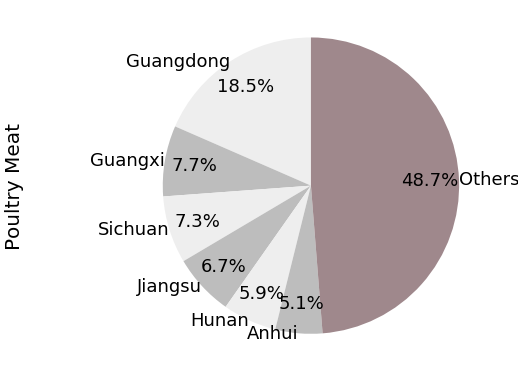 Poultry Meat
Guangdong
18.5%
Guangxi
7.7%
Sichuan
7.3%
Jiangsu
6.7%
Hunan
5.9%
Anhui
5.1%
48.7%
Others